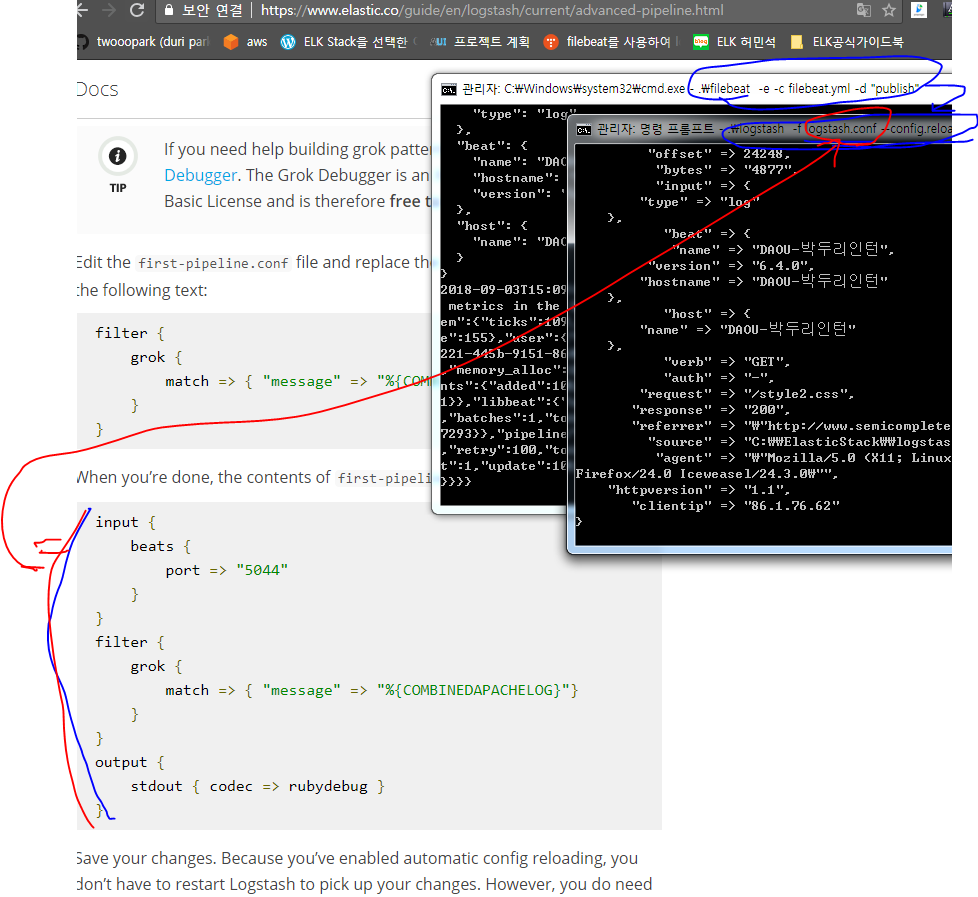 보안 연결 | https://www.elastic.co/guide/en/logstash/current/advanced-pipeline.html
twooopark (duri park
aws
ELK Stack을 선택한
프로젝트 계획
filebeat를 사용하여
ELK 허민석
ELK공식가이드북
Docs
TIP
If you need help building grok patter
Debugger. The Grok Debugger is an
Basic License and is therefore free t
Edit the first-pipeline.conf file and replace the
the following text:
filter {
grok {
match => { "message" => "%{COM
}
}
When you're done, the contents of first-pipeli
input {
beats {
port => "5044"
}
}
filter {
grok {
match => { "message" => "%{COMBINEDAPACHELOG}"}
}
}
output {
stdout { codec => rubydebug }
}
Save your changes. Because you've enabled automatic config reloading, you
don't have to restart Logstash to pick up your changes. However, you do need
관리자: C:\Windows\system32\cmd.exe - .\filebeat -e -c filebeat.yml -d "publish"
"type": "log"
},
"beat": {
"name": "DAO
"hostname":
"version":
},
"host": {
"name": "DAO
}
}
2018-09-03T15:09
metrics in the
em":{"ticks":109
e":155},"user":{
221-445b-9151-86
,"memory_alloc"
nts":{"added":10
1}},"libbeat":{"
,"batches":1,"to
7293}},"pipeline
,"retry":100,"to
t":1,"update":10
}}}}
관리자: 명령 프롬프트 - .\logstash -f logstash.conf --config.reloa
"offset" => 24248,
"bytes" => "4877",
"input" => {
"type" => "log"
},
"beat" => {
"name" => "DAOU-박두리인턴",
"version" => "6.4.0",
"hostname" => "DAOU-박두리인턴"
},
"host" => {
"name" => "DAOU-박두리인턴"
},
"verb" => "GET",
"auth" => "-",
"request" => "/style2.css",
"response" => "200",
"referrer" => "\"http://www.semicomplete
"source" => "C:\\ElasticStack\\logstas
"agent" => "\"Mozilla/5.0 (X11; Linux
Firefox/24.0 Iceweasel/24.3.0\"",
"httpversion" => "1.1",
"clientip" => "86.1.76.62"
}